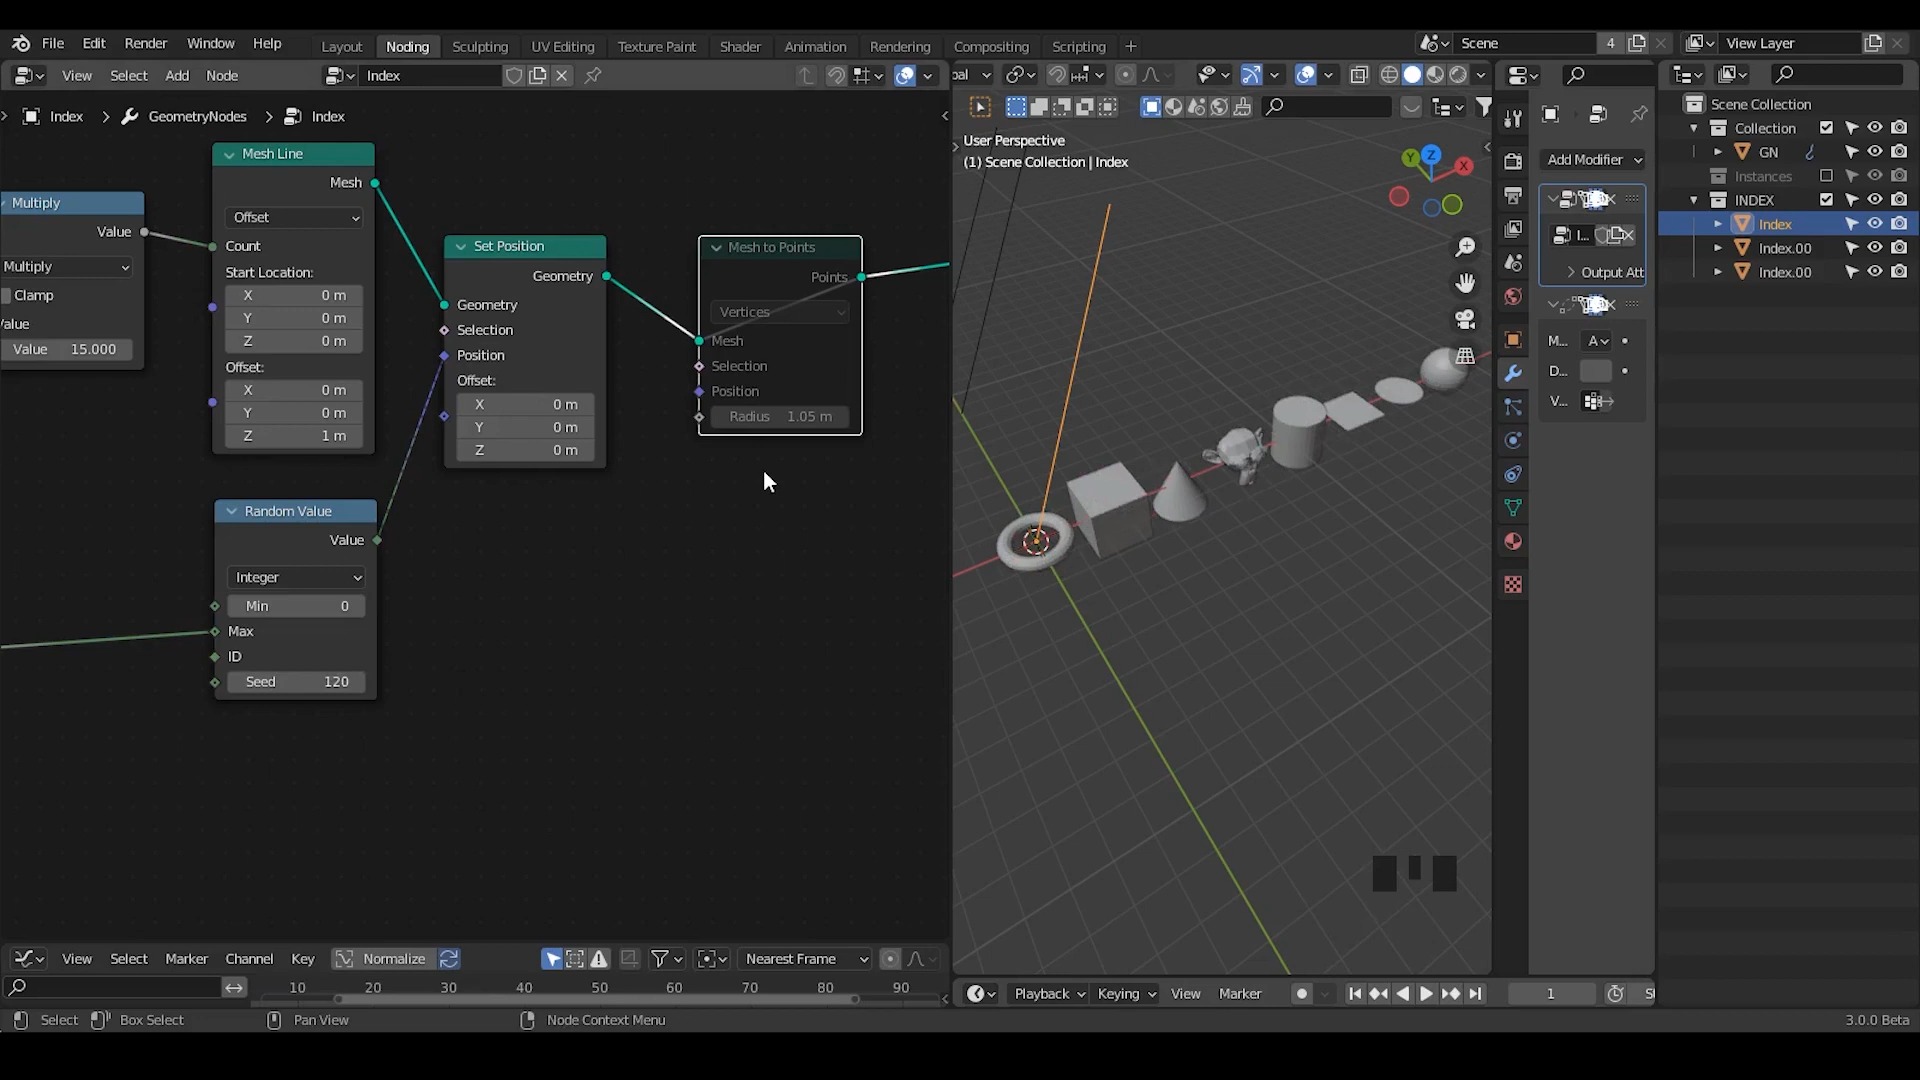 File Edit Render Window Help Layout Noding Sculpting UV Editing Texture Paint Shader Animation Rendering Compositing Scripting + Scene 4 View Layer
View Select Add Node Index
Index > GeometryNodes > Index
Mesh Line
Mesh
Offset
Count
Start Location:
X 0 m
Y 0 m
Z 0 m
Offset:
X 0 m
Y 0 m
Z 1 m
Multiply
Value
Multiply
Clamp
Value 15.000
Set Position
Geometry
Geometry
Selection
Position
Offset:
X 0 m
Y 0 m
Z 0 m
Mesh to Points
Points
Vertices
Mesh
Selection
Position
Radius 1.05 m
Random Value
Value
Integer
Min 0
Max
ID
Seed 120
User Perspective
(1) Scene Collection | Index
Y Z X
Add Modifier
I...
Output Att
M... A
D...
V...
Scene Collection
Collection
GN
Instances
INDEX
Index
Index.00
Index.00
View Select Marker Channel Key Normalize Nearest Frame
10 20 30 40 50 60 70 80 90
Playback Keying View Marker 1
Select Box Select Pan View Node Context Menu 3.0.0 Beta